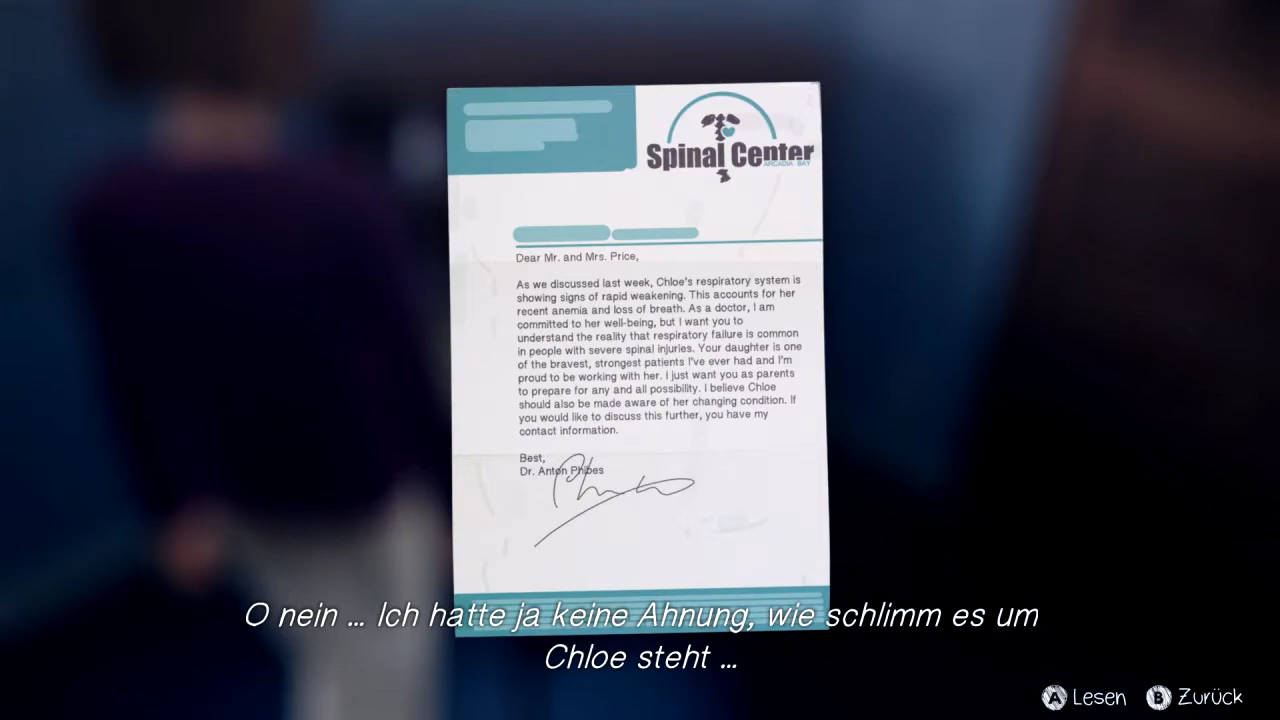 Spinal Center
ARCADIA BAY
Dear Mr. and Mrs. Price,
As we discussed last week, Chloe's respiratory system is
showing signs of rapid weakening. This accounts for her
recent anemia and loss of breath. As a doctor, I am
committed to her well-being, but I want you to
understand the reality that respiratory failure is common
in people with severe spinal injuries. Your daughter is one
of the bravest, strongest patients I've ever had and I'm
proud to be working with her. I just want you as parents
to prepare for any and all possibility. I believe Chloe
should also be made aware of her changing condition. If
you would like to discuss this further, you have my
contact information.
Best,
Dr. Anton Phibes
O nein ... Ich hatte ja keine Ahnung, wie schlimm es um
Chloe steht ...
A Lesen B Zurück